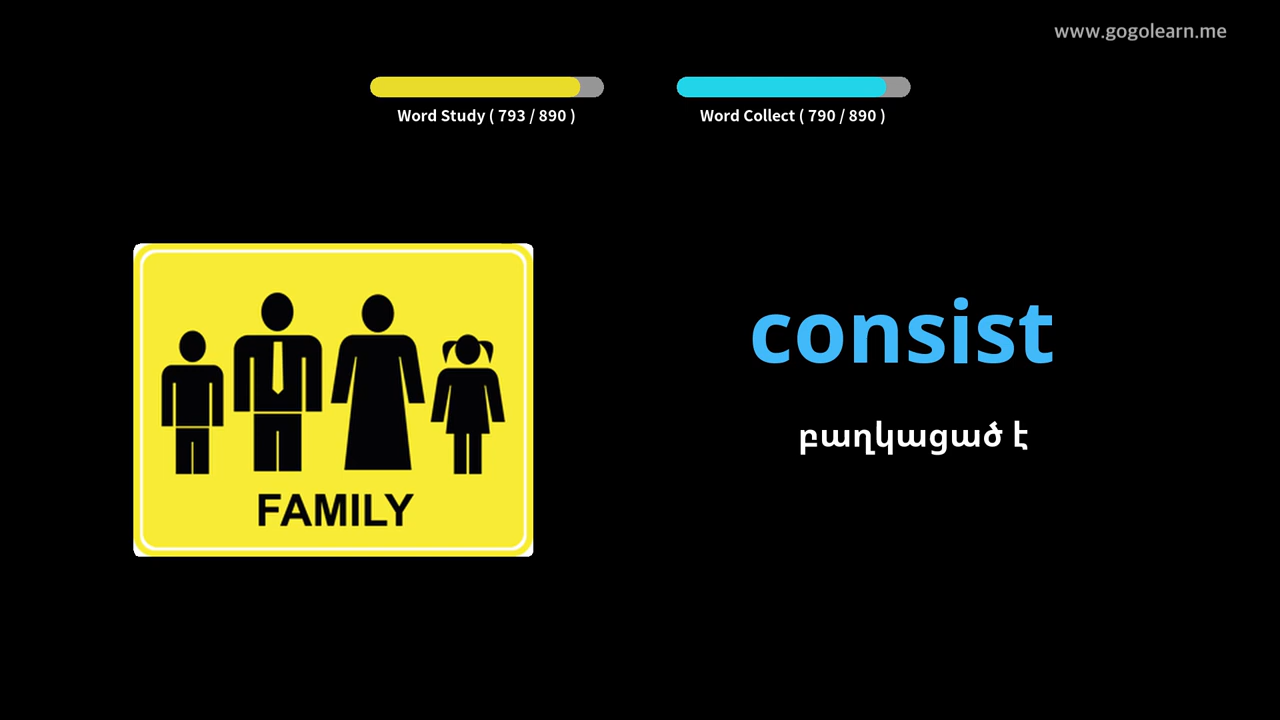 www.gogolearn.me
Word Study ( 793 / 890 )
Word Collect ( 790 / 890 )
FAMILY
consist
բաղկացած է